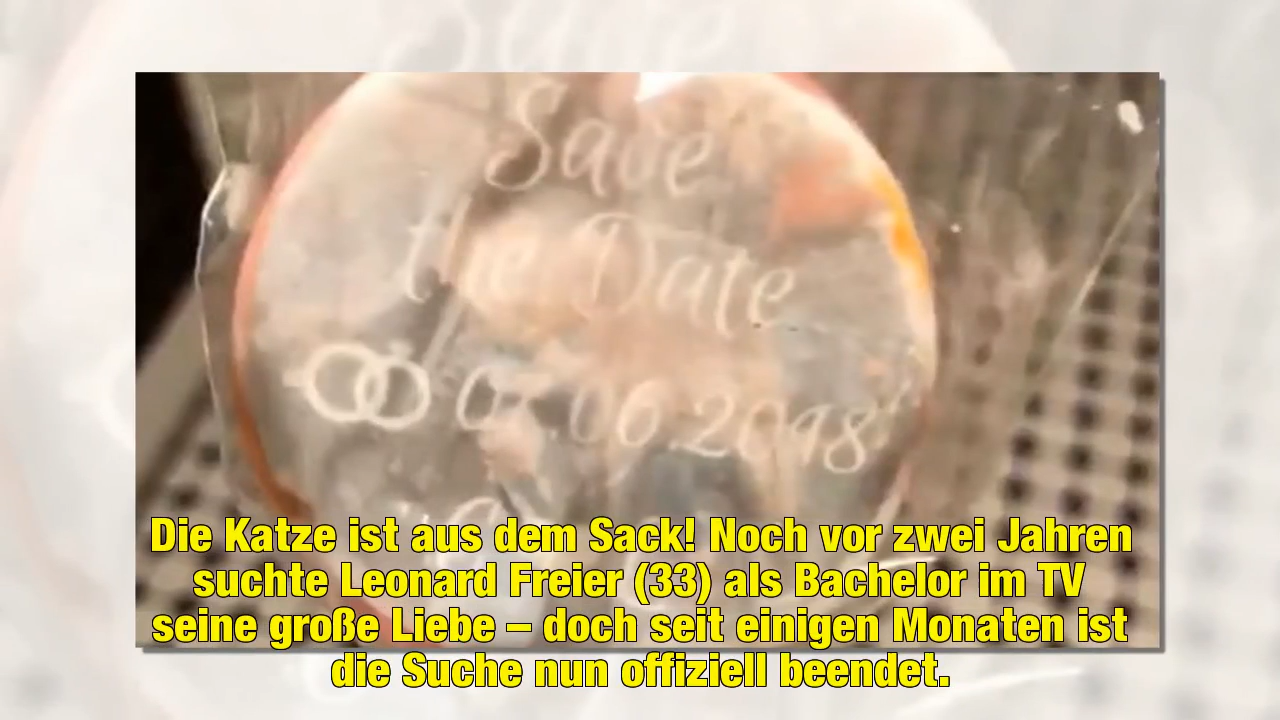 Save
the Date
Die Katze ist aus dem Sack! Noch vor zwei Jahren
suchte Leonard Freier (33) als Bachelor im TV
seine große Liebe – doch seit einigen Monaten ist
die Suche nun offiziell beendet.